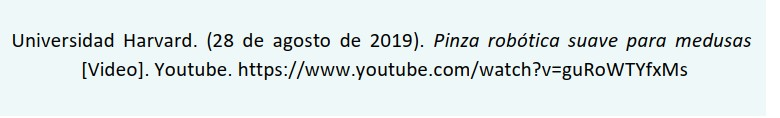 Universidad Harvard. (28 de agosto de 2019). Pinza robótica suave para medusas
[Video]. Youtube. https://www.youtube.com/watch?v=guRoWTYfxMs